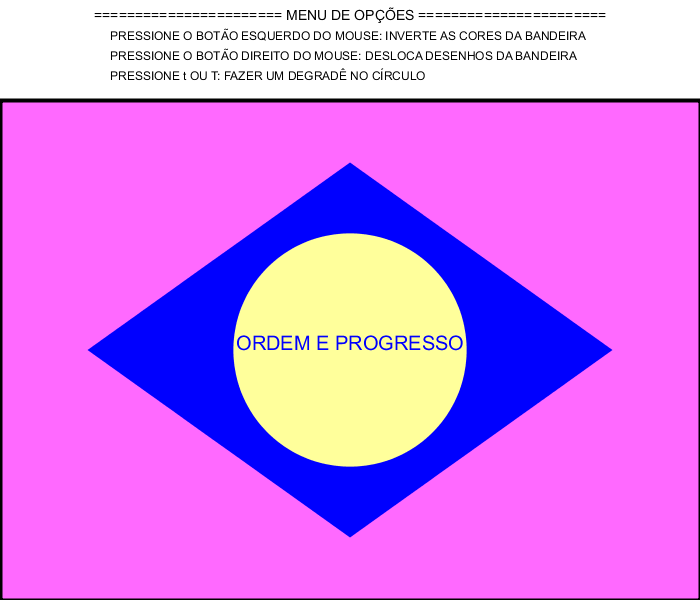 ======================= MENU DE OPÇÕES =======================
PRESSIONE O BOTÃO ESQUERDO DO MOUSE: INVERTE AS CORES DA BANDEIRA
PRESSIONE O BOTÃO DIREITO DO MOUSE: DESLOCA DESENHOS DA BANDEIRA
PRESSIONE t OU T: FAZER UM DEGRADÊ NO CÍRCULO
ORDEM E PROGRESSO